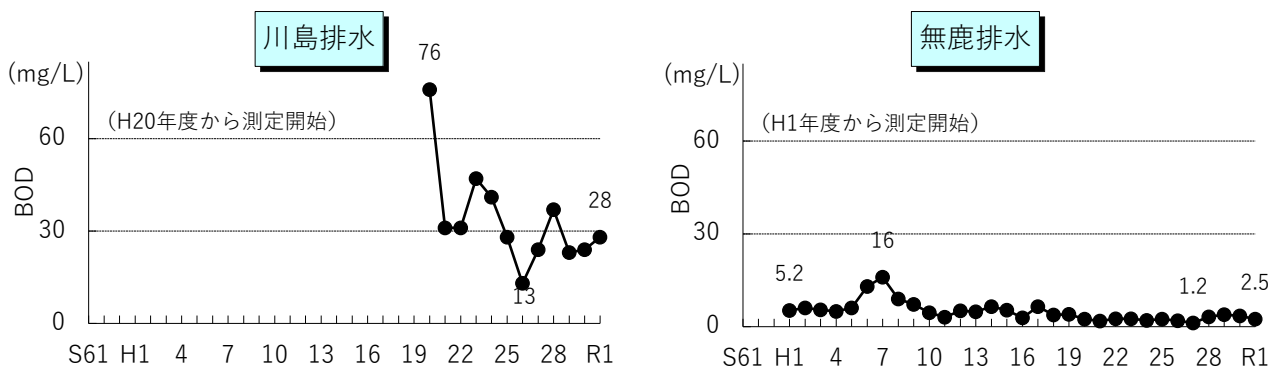 川島排水
(mg/L)
76
（H20年度から測定開始）
60
30
0
BOD
28
13
S61 H1 4 7 10 13 16 19 22 25 28 R1
無鹿排水
(mg/L)
（H1年度から測定開始）
60
30
0
BOD
5.2
16
1.2
2.5
S61 H1 4 7 10 13 16 19 22 25 28 R1